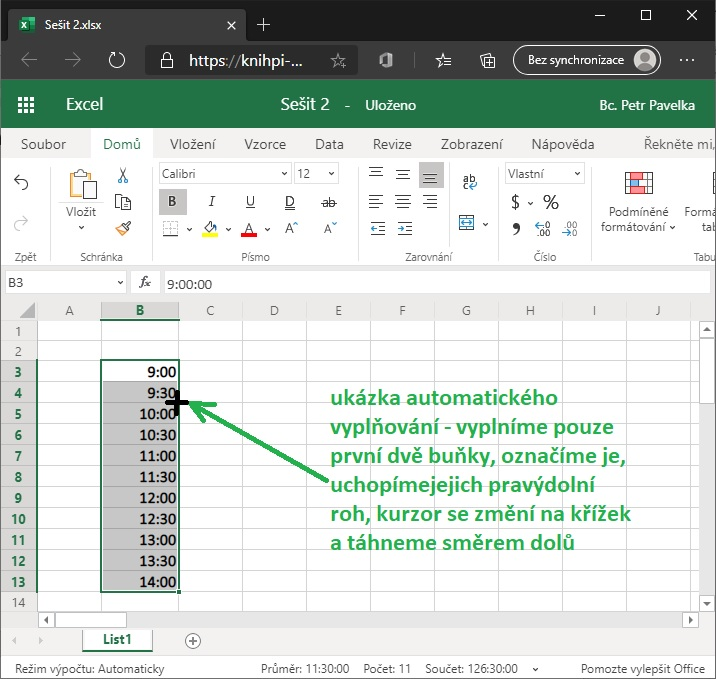 Sešit 2.xlsx
https://knihpi-...
Bez synchronizace
Excel
Sešit 2 - Uloženo
Bc. Petr Pavelka
Soubor Domů Vložení Vzorce Data Revize Zobrazení Nápověda Řekněte mi,
Vložit
Calibri 12
B I U D ab
A A A
ab
Vlastní
$ %
Podmíněné
formátování
Formá
tab
Zpět Schránka Písmo Zarovnání Číslo Tabu
B3 fx 9:00:00
A B C D E F G H I J
1
2
3 9:00
4 9:30
5 10:00
6 10:30
7 11:00
8 11:30
9 12:00
10 12:30
11 13:00
12 13:30
13 14:00
14
ukázka automatického
vyplňování - vyplníme pouze
první dvě buňky, označíme je,
uchopímejejich pravýdolní
roh, kurzor se změní na křížek
a táhneme směrem dolů
List1
Režim výpočtu: Automaticky Průměr: 11:30:00 Počet: 11 Součet: 126:30:00 Pomozte vylepšit Office